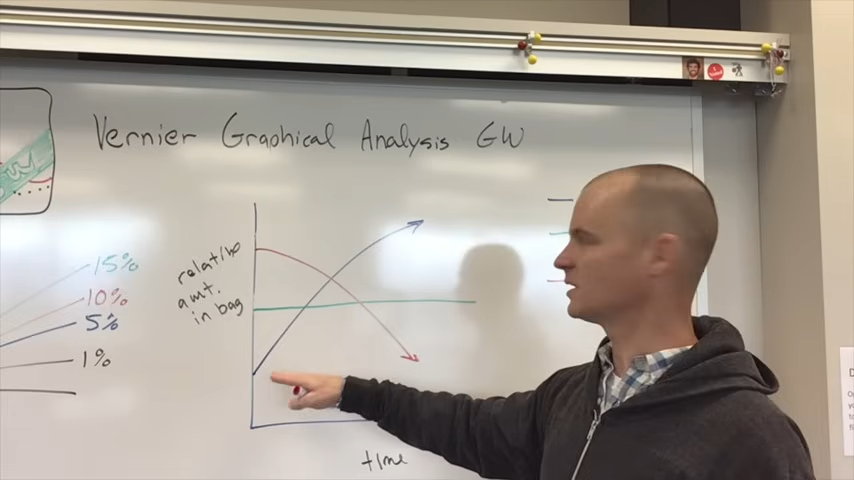 Vernier Graphical Analysis GW
15%
10%
5%
1%
relative
amt.
in bag
time